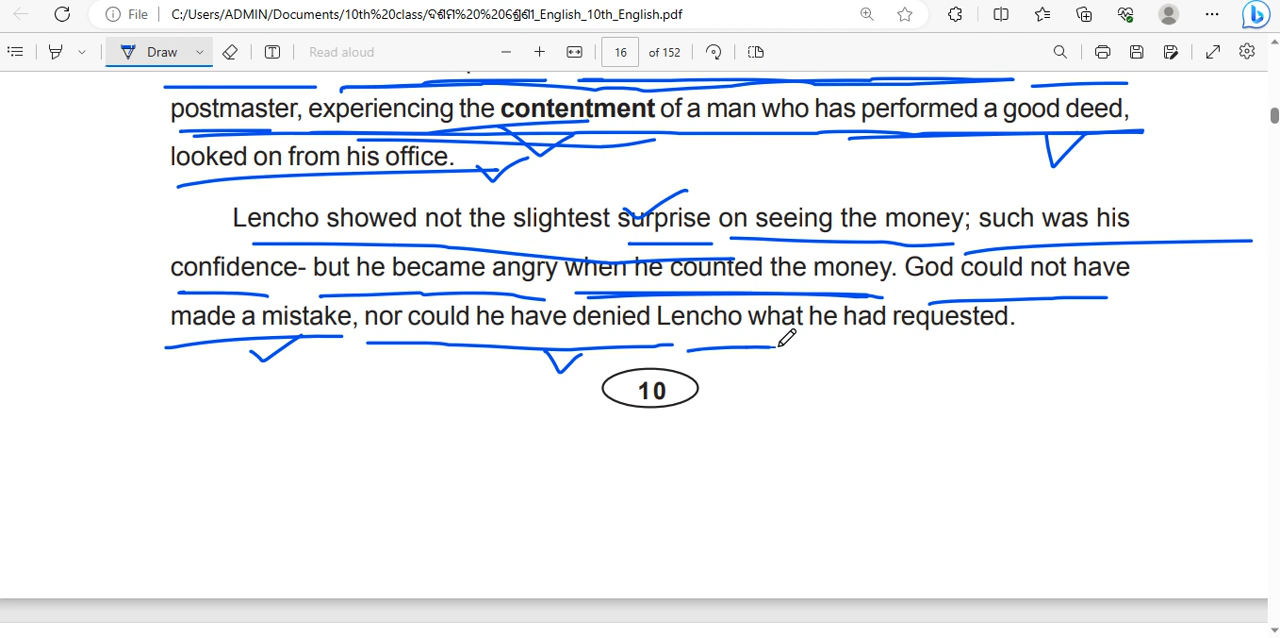 File
C:/Users/ADMIN/Documents/10th%20class/ଦଶମ%20%20ଶ୍ରେଣୀ_English_10th_English.pdf
Draw
Read aloud
16 of 152
postmaster, experiencing the contentment of a man who has performed a good deed,
looked on from his office.
Lencho showed not the slightest surprise on seeing the money; such was his
confidence- but he became angry when he counted the money. God could not have
made a mistake, nor could he have denied Lencho what he had requested.
10